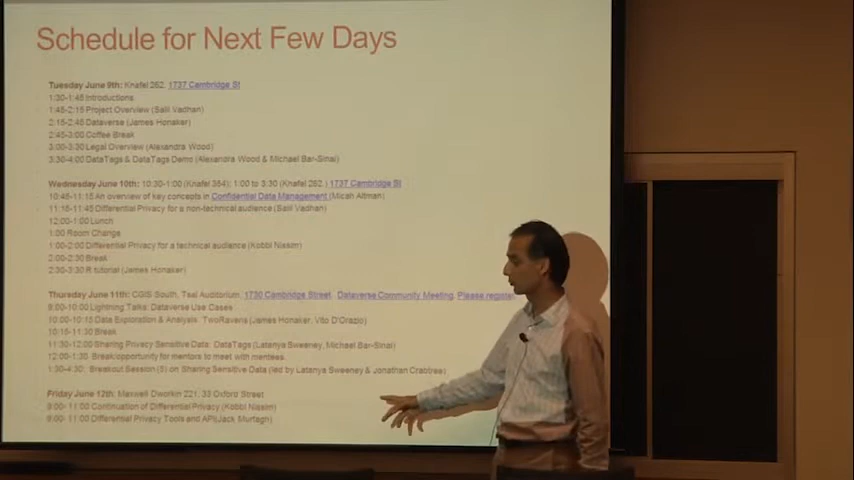 Schedule for Next Few Days
Tuesday June 9th: Knafel 262, 1737 Cambridge St
1:30-1:45 Introductions
1:45-2:15 Project Overview (Salil Vadhan)
2:15-2:45 Dataverse (James Honaker)
2:45-3:00 Coffee Break
3:00-3:30 Legal Overview (Alexandra Wood)
3:30-4:00 DataTags & DataTags Demo (Alexandra Wood & Michael Bar-Sinai)
Wednesday June 10th: 10:30-1:00 (Knafel 354); 1:00 to 3:30 (Knafel 262,) 1737 Cambridge St
10:45-11:15 An overview of key concepts in Confidential Data Management (Micah Altman)
11:15-11:45 Differential Privacy for a non-technical audience (Salil Vadhan)
12:00-1:00 Lunch
1:00 Room Change
1:00-2:00 Differential Privacy for a technical audience (Kobbi Nissim)
2:00-2:30 Break
2:30-3:30 R tutorial (James Honaker)
Thursday June 11th: CGIS South, Tsai Auditorium, 1730 Cambridge Street Dataverse Community Meeting, Please register
9:00-10:00 Lightning Talks: Dataverse Use Cases
10:00-10:15 Data Exploration & Analysis: TwoRavens (James Honaker, Vito D'Orazio)
10:15-11:30 Break
11:30-12:00 Sharing Privacy Sensitive Data: DataTags (Latanya Sweeney, Michael Bar-Sinai)
12:00-1:30 Break/opportunity for mentors to meet with mentees.
1:30-4:30 Breakout Session (5) on Sharing Sensitive Data (led by Latanya Sweeney & Jonathan Crabtree)
Friday June 12th: Maxwell Dworkin 221, 33 Oxford Street
9:00-11:00 Continuation of Differential Privacy (Kobbi Nissim)
9:00-11:00 Differential Privacy Tools and API(Jack Murtagh)